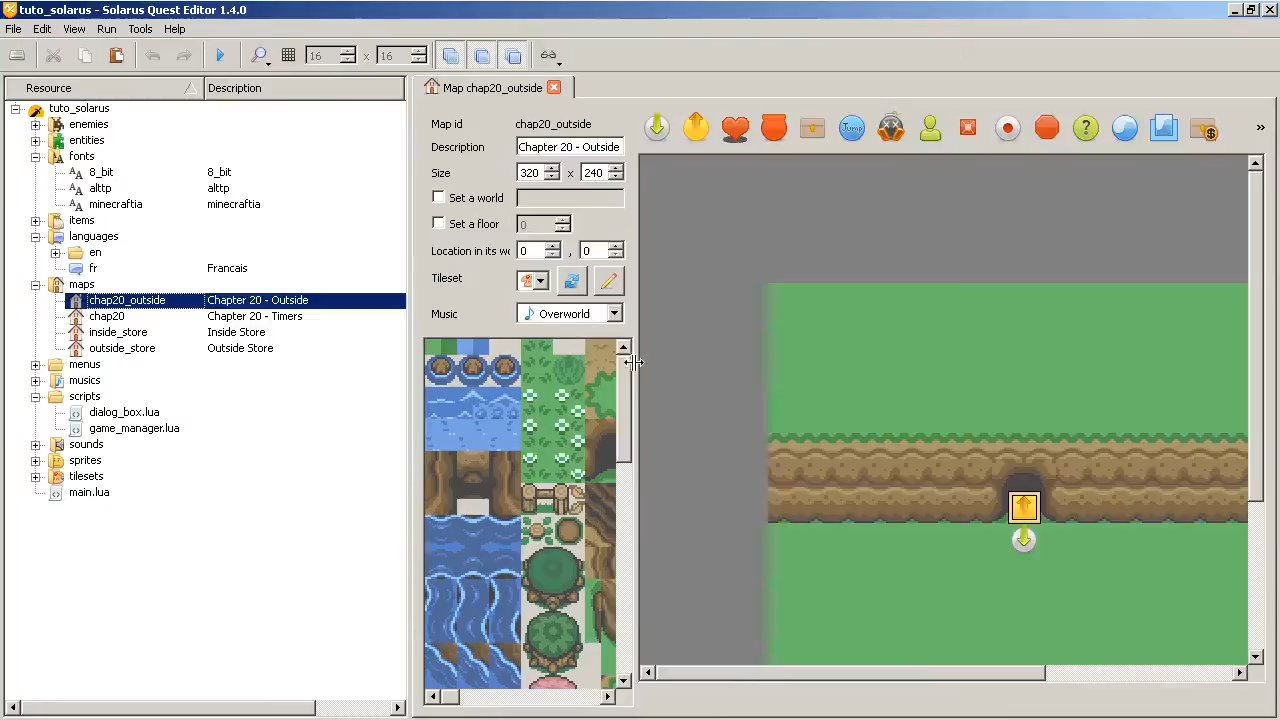 tuto_solarus - Solarus Quest Editor 1.4.0
File Edit View Run Tools Help
16 x 16
Resource Description
Map chap20_outside
tuto_solarus
enemies
entities
fonts
8_bit 8_bit
alttp alttp
minecraftia minecraftia
items
languages
en
fr Francais
maps
chap20_outside Chapter 20 - Outside
chap20 Chapter 20 - Timers
inside_store Inside Store
outside_store Outside Store
menus
musics
scripts
dialog_box.lua
game_manager.lua
sounds
sprites
tilesets
main.lua
Map id chap20_outside
Description Chapter 20 - Outside
Size 320 x 240
Set a world
Set a floor 0
Location in its wo 0 , 0
Tileset
Music Overworld
Jump
?
$
»